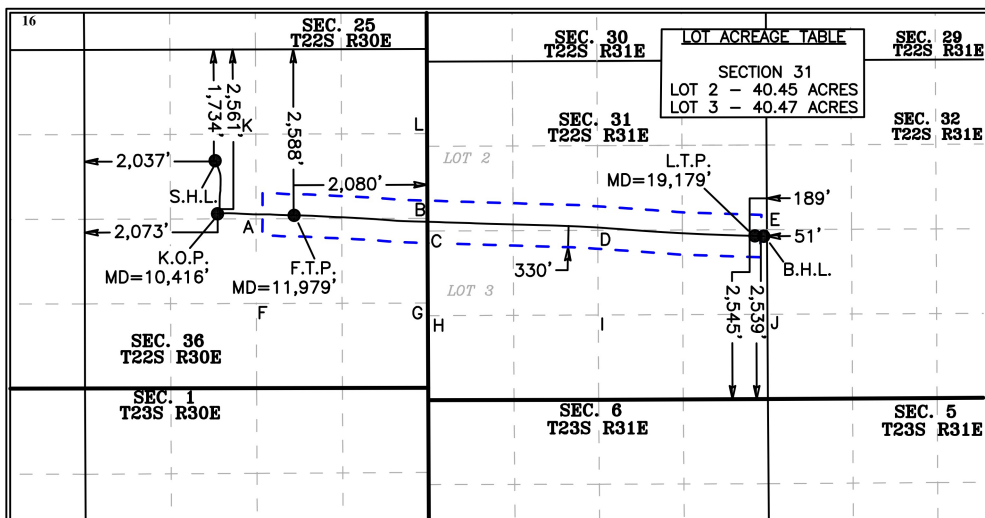 16
SEC. 25
T22S R30E
SEC. 30
T22S R31E
LOT ACREAGE TABLE
SECTION 31
LOT 2 – 40.45 ACRES
LOT 3 – 40.47 ACRES
SEC. 29
T22S R31E
1,734'
2,561'
K
2,588'
L
SEC. 31
T22S R31E
SEC. 32
T22S R31E
LOT 2
2,037'
S.H.L.
2,080'
L.T.P.
MD=19,179'
189'
2,073'
A
B
C
D
E
51'
K.O.P.
MD=10,416'
F.T.P.
MD=11,979'
330'
B.H.L.
LOT 3
2,545'
2,539'
F
G
H
I
J
SEC. 36
T22S R30E
SEC. 1
T23S R30E
SEC. 6
T23S R31E
SEC. 5
T23S R31E